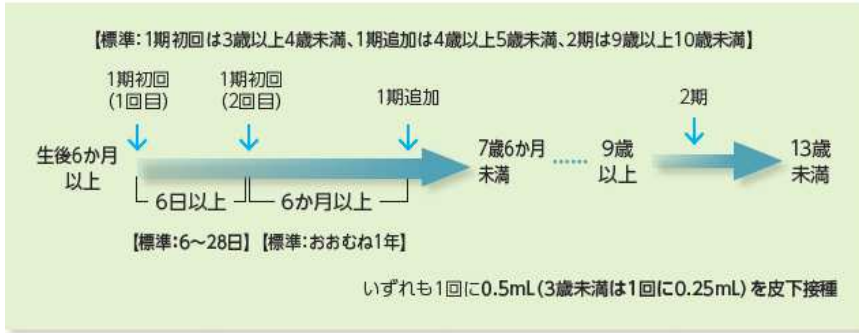 【標準:1期初回は3歳以上4歳未満、1期追加は4歳以上5歳未満、2期は9歳以上10歳未満】
1期初回
(1回目)
1期初回
(2回目)
1期追加
2期
生後6か月
以上
7歳6か月
未満
……
9歳
以上
13歳
未満
6日以上
6か月以上
【標準:6〜28日】
【標準:おおむね1年】
いずれも1回に0.5mL(3歳未満は1回に0.25mL)を皮下接種